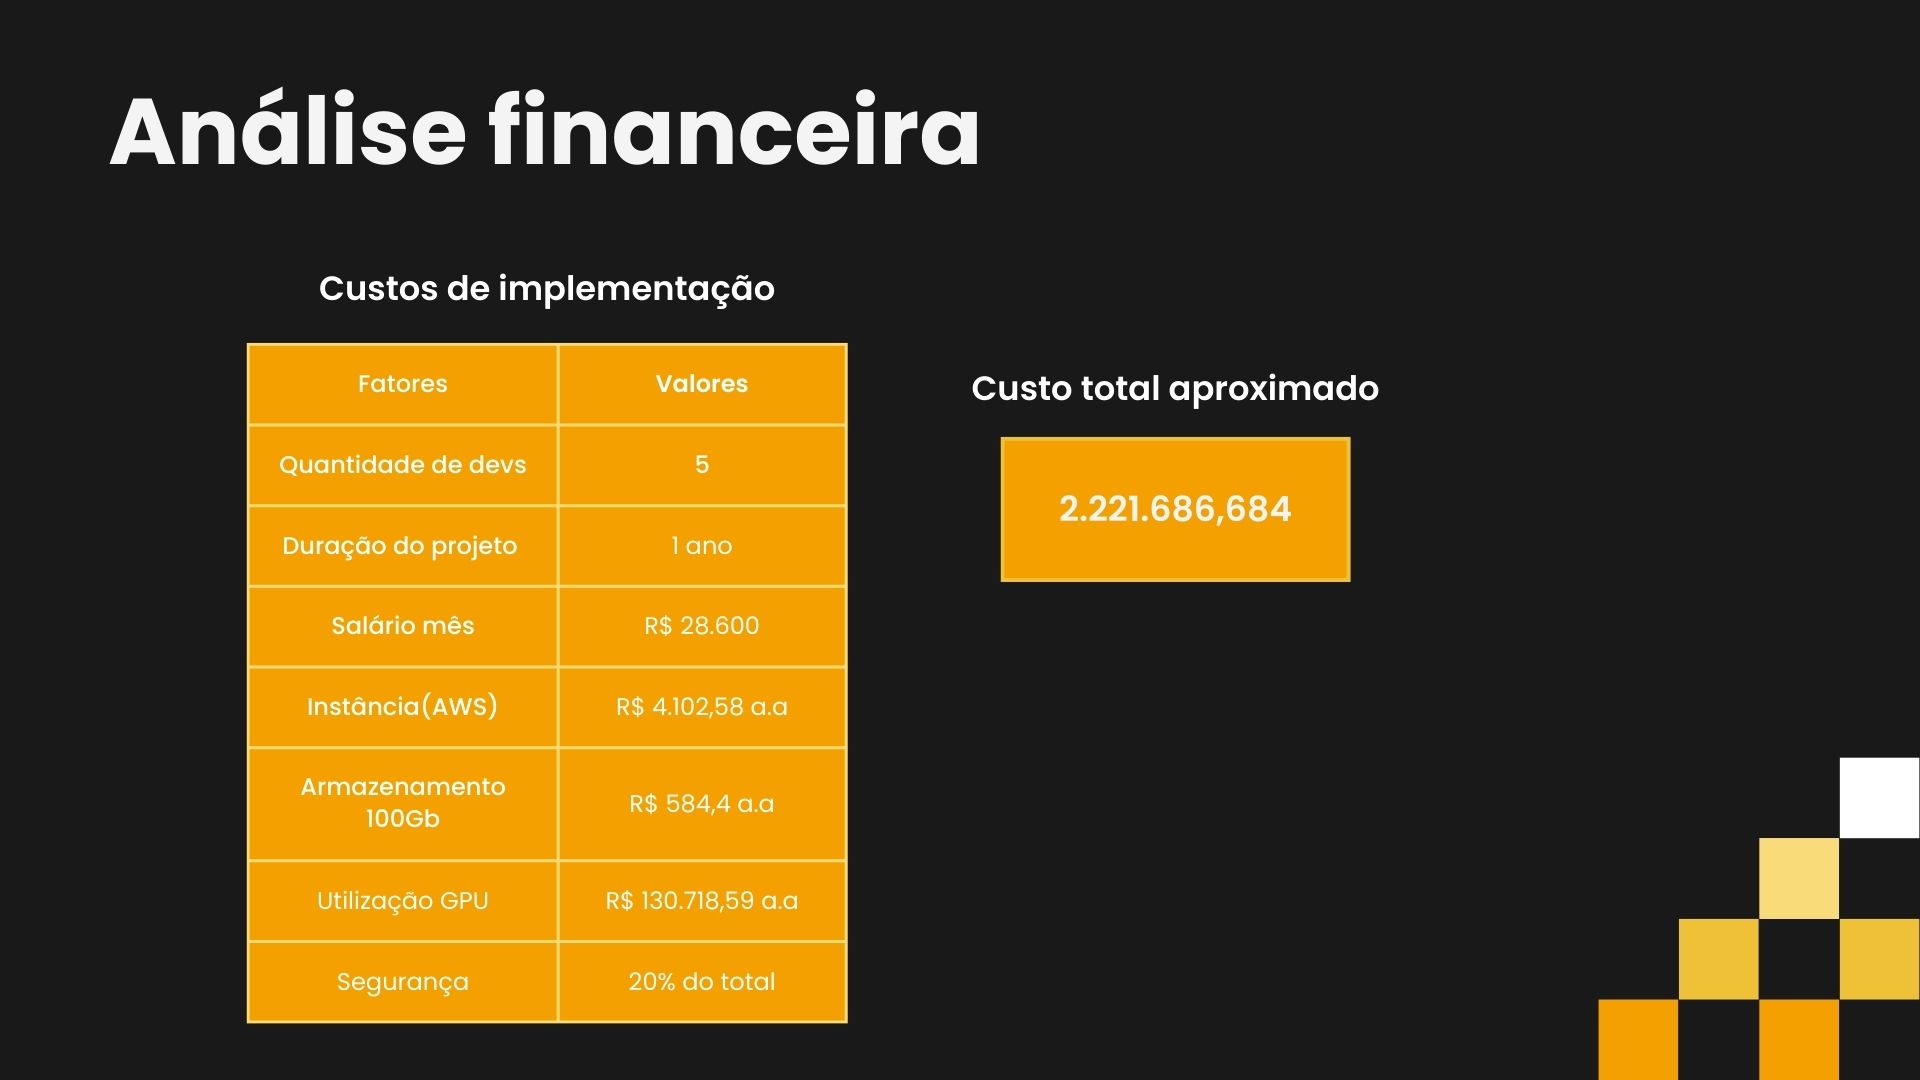 Análise financeira
Custos de implementação
Fatores Valores
Quantidade de devs 5
Duração do projeto 1 ano
Salário mês R$ 28.600
Instância(AWS) R$ 4.102,58 a.a
Armazenamento
100Gb
R$ 584,4 a.a
Utilização GPU R$ 130.718,59 a.a
Segurança 20% do total
Custo total aproximado
2.221.686,684